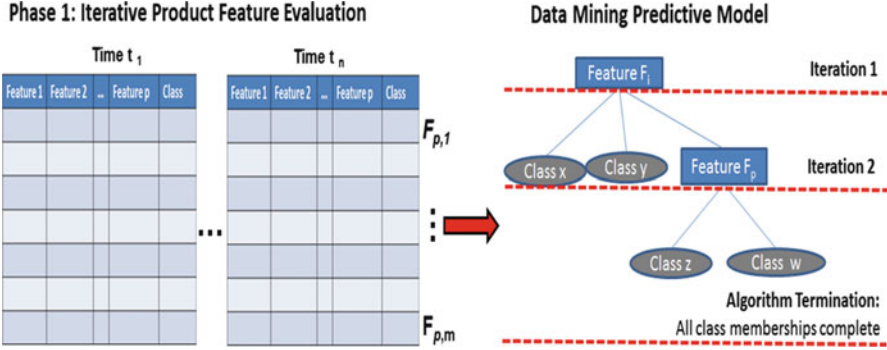 Phase 1: Iterative Product Feature Evaluation
Time t 1
Time t n
Feature 1 Feature 2 ... Feature p Class
Feature 1 Feature 2 ... Feature p Class
Fp,1
...
Fp,m
Data Mining Predictive Model
Feature Fi
Iteration 1
Class x
Class y
Feature Fp
Iteration 2
Class z
Class w
Algorithm Termination:
All class memberships complete